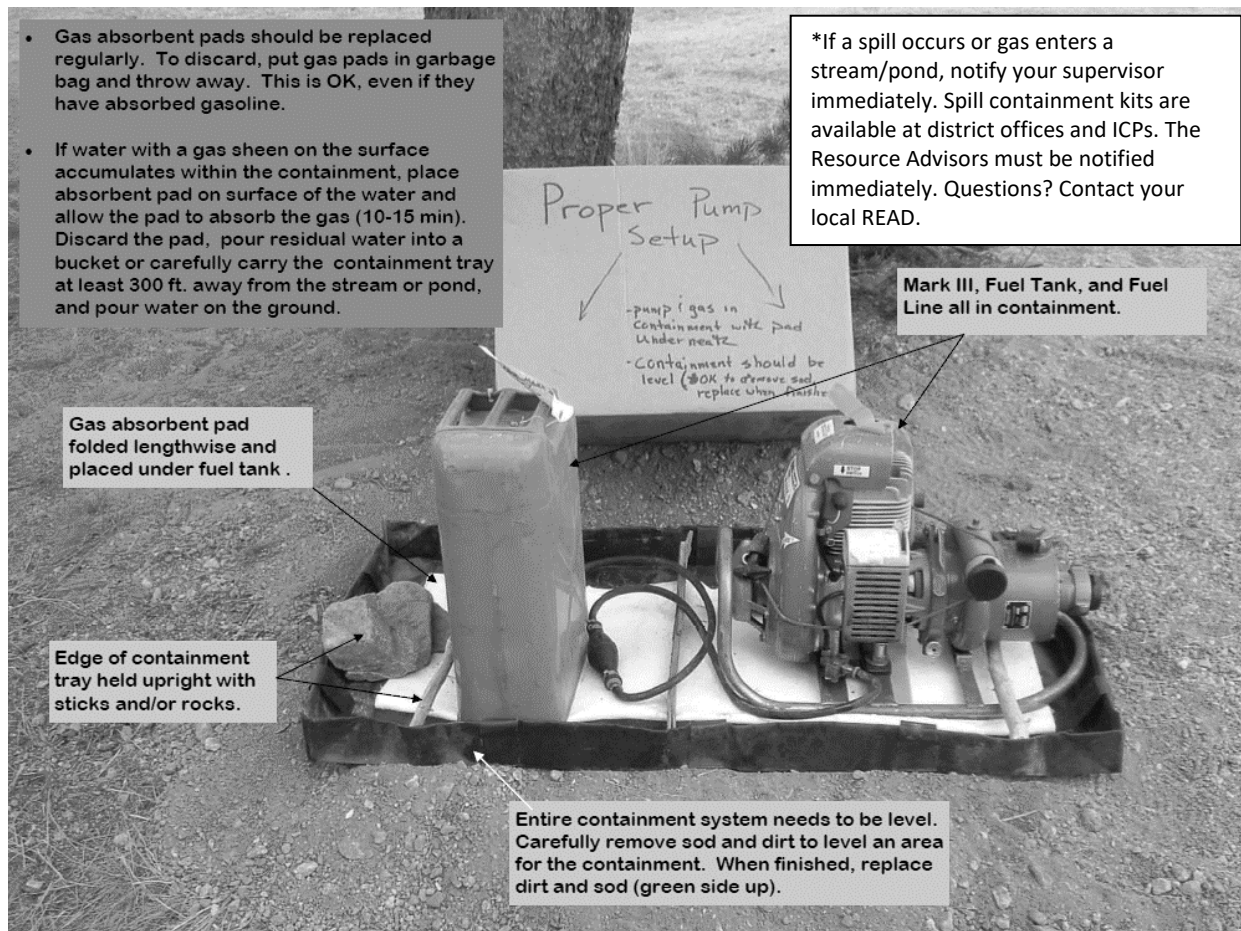 • Gas absorbent pads should be replaced
regularly. To discard, put gas pads in garbage
bag and throw away. This is OK, even if they
have absorbed gasoline.
• If water with a gas sheen on the surface
accumulates within the containment, place
absorbent pad on surface of the water and
allow the pad to absorb the gas (10-15 min).
Discard the pad, pour residual water into a
bucket or carefully carry the containment tray
at least 300 ft. away from the stream or pond,
and pour water on the ground.
*If a spill occurs or gas enters a
stream/pond, notify your supervisor
immediately. Spill containment kits are
available at district offices and ICPs. The
Resource Advisors must be notified
immediately. Questions? Contact your
local READ.
Proper Pump
Setup
-pump & gas in
containment with pad
underneath
-Containment should be
level (OK to remove sod,
replace when finishe
Mark III, Fuel Tank, and Fuel
Line all in containment.
Gas absorbent pad
folded lengthwise and
placed under fuel tank .
STOP
Edge of containment
tray held upright with
sticks and/or rocks.
Entire containment system needs to be level.
Carefully remove sod and dirt to level an area
for the containment. When finished, replace
dirt and sod (green side up).